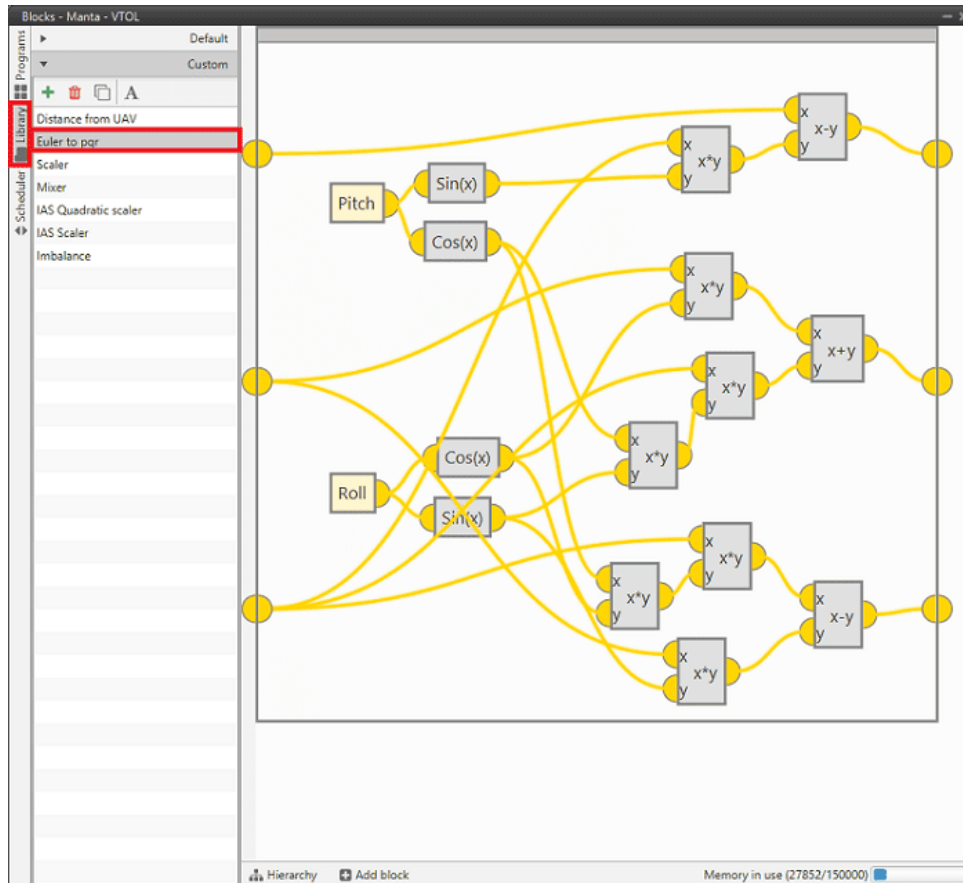 Blocks - Manta - VTOL
Programs
Library
Scheduler
Default
Custom
A
Distance from UAV
Euler to pqr
Scaler
Mixer
IAS Quadratic scaler
IAS Scaler
Imbalance
x
y
x-y
x
y
x*y
Sin(x)
Pitch
Cos(x)
x
y
x*y
x
y
x+y
x
y
x*y
x
y
x*y
Cos(x)
Roll
Sin(x)
x
y
x*y
x
y
x*y
x
y
x-y
x
y
x*y
Hierarchy
Add block
Memory in use (27852/150000)